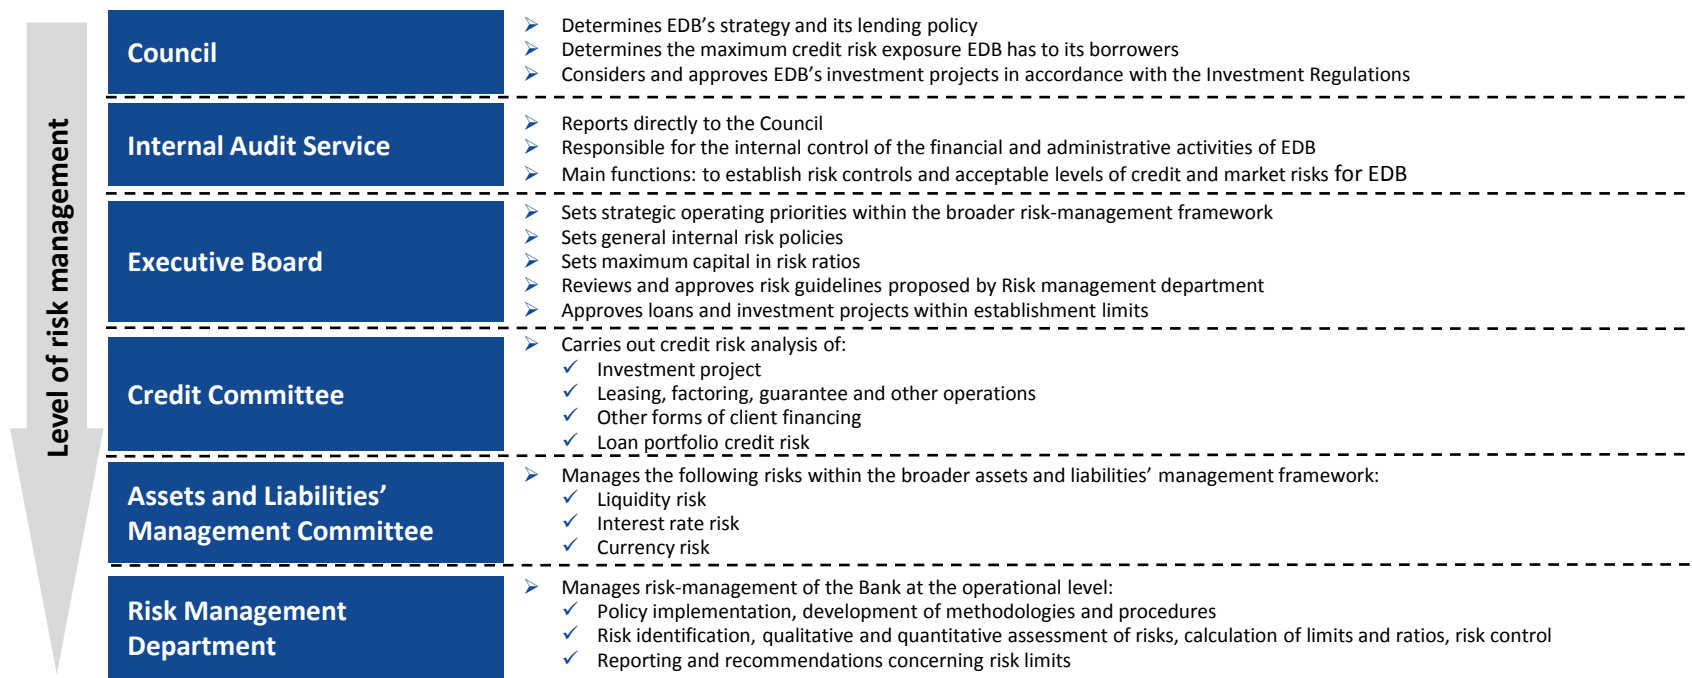 Level of risk management
Council
➢ Determines EDB's strategy and its lending policy
➢ Determines the maximum credit risk exposure EDB has to its borrowers
➢ Considers and approves EDB's investment projects in accordance with the Investment Regulations
Internal Audit Service
➢ Reports directly to the Council
➢ Responsible for the internal control of the financial and administrative activities of EDB
➢ Main functions: to establish risk controls and acceptable levels of credit and market risks for EDB
Executive Board
➢ Sets strategic operating priorities within the broader risk-management framework
➢ Sets general internal risk policies
➢ Sets maximum capital in risk ratios
➢ Reviews and approves risk guidelines proposed by Risk management department
➢ Approves loans and investment projects within establishment limits
Credit Committee
➢ Carries out credit risk analysis of:
✓ Investment project
✓ Leasing, factoring, guarantee and other operations
✓ Other forms of client financing
✓ Loan portfolio credit risk
Assets and Liabilities'
Management Committee
➢ Manages the following risks within the broader assets and liabilities' management framework:
✓ Liquidity risk
✓ Interest rate risk
✓ Currency risk
Risk Management
Department
➢ Manages risk-management of the Bank at the operational level:
✓ Policy implementation, development of methodologies and procedures
✓ Risk identification, qualitative and quantitative assessment of risks, calculation of limits and ratios, risk control
✓ Reporting and recommendations concerning risk limits